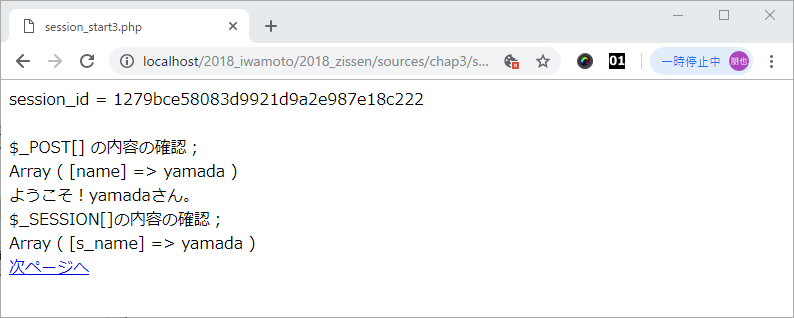 session_start3.php
localhost/2018_iwamoto/2018_zissen/sources/chap3/s...
01
一時停止中
朋也
session_id = 1279bce58083d9921d9a2e987e18c222
$_POST[] の内容の確認；
Array ( [name] => yamada )
ようこそ！yamadaさん。
$_SESSION[]の内容の確認；
Array ( [s_name] => yamada )
次ページへ